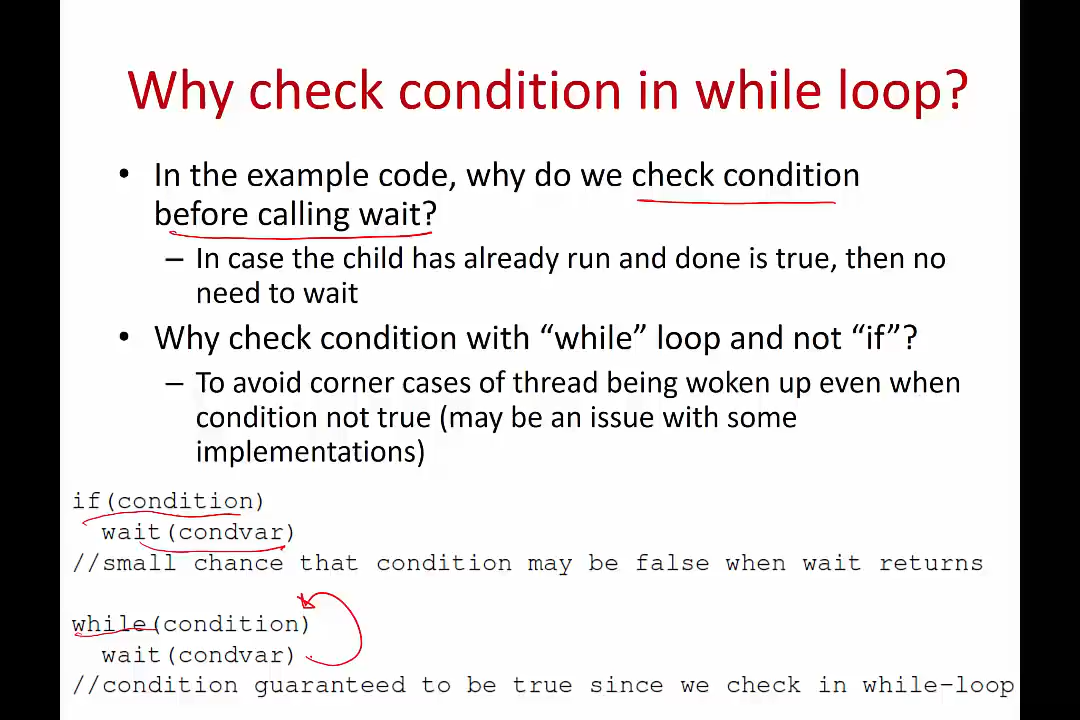 Why check condition in while loop?
• In the example code, why do we check condition
before calling wait?
– In case the child has already run and done is true, then no
need to wait
• Why check condition with “while” loop and not “if”?
– To avoid corner cases of thread being woken up even when
condition not true (may be an issue with some
implementations)
if(condition)
wait(condvar)
//small chance that condition may be false when wait returns
while(condition)
wait(condvar)
//condition guaranteed to be true since we check in while-loop